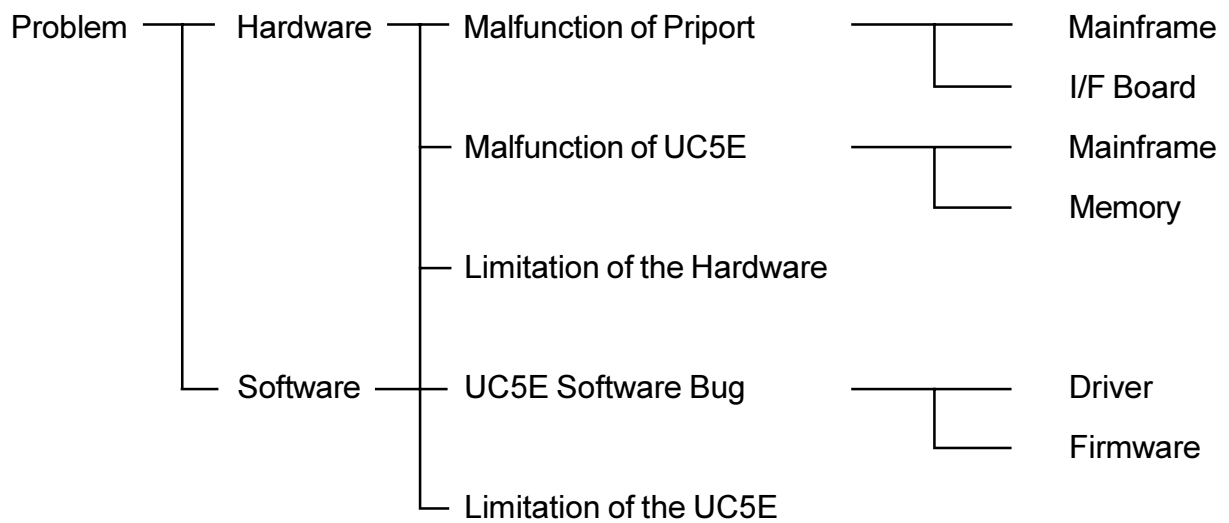 Problem Hardware Malfunction of Priport Mainframe
I/F Board
Malfunction of UC5E Mainframe
Memory
Limitation of the Hardware
Software UC5E Software Bug Driver
Firmware
Limitation of the UC5E